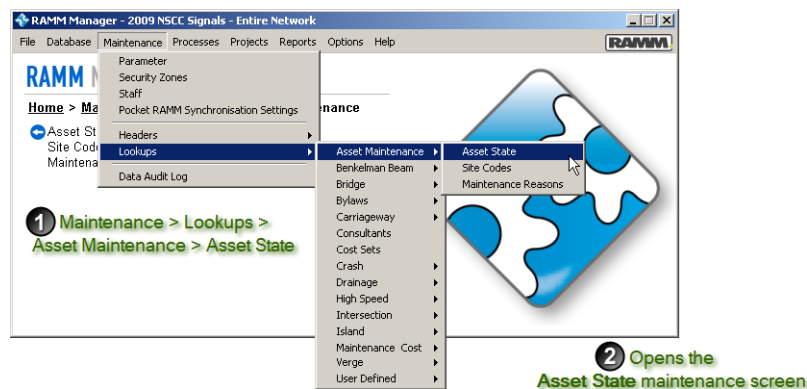 RAMM Manager - 2009 NSCC Signals - Entire Network
File Database Maintenance Processes Projects Reports Options Help
RAMM
RAMM
Home > Ma
nance
Asset St
Site Cod
Maintena
Parameter
Security Zones
Staff
Pocket RAMM Synchronisation Settings
Headers
Lookups
Data Audit Log
Asset Maintenance
Benkelman Beam
Bridge
Bylaws
Carriageway
Consultants
Cost Sets
Crash
Drainage
High Speed
Intersection
Island
Maintenance Cost
Verge
User Defined
Asset State
Site Codes
Maintenance Reasons
1 Maintenance > Lookups >
Asset Maintenance > Asset State
2 Opens the
Asset State maintenance screen